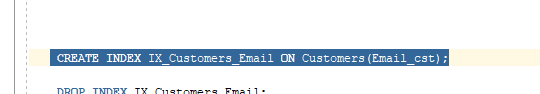 CREATE INDEX IX_Customers_Email ON Customers(Email_cst);
DROP INDEX IX_Customers_Email;